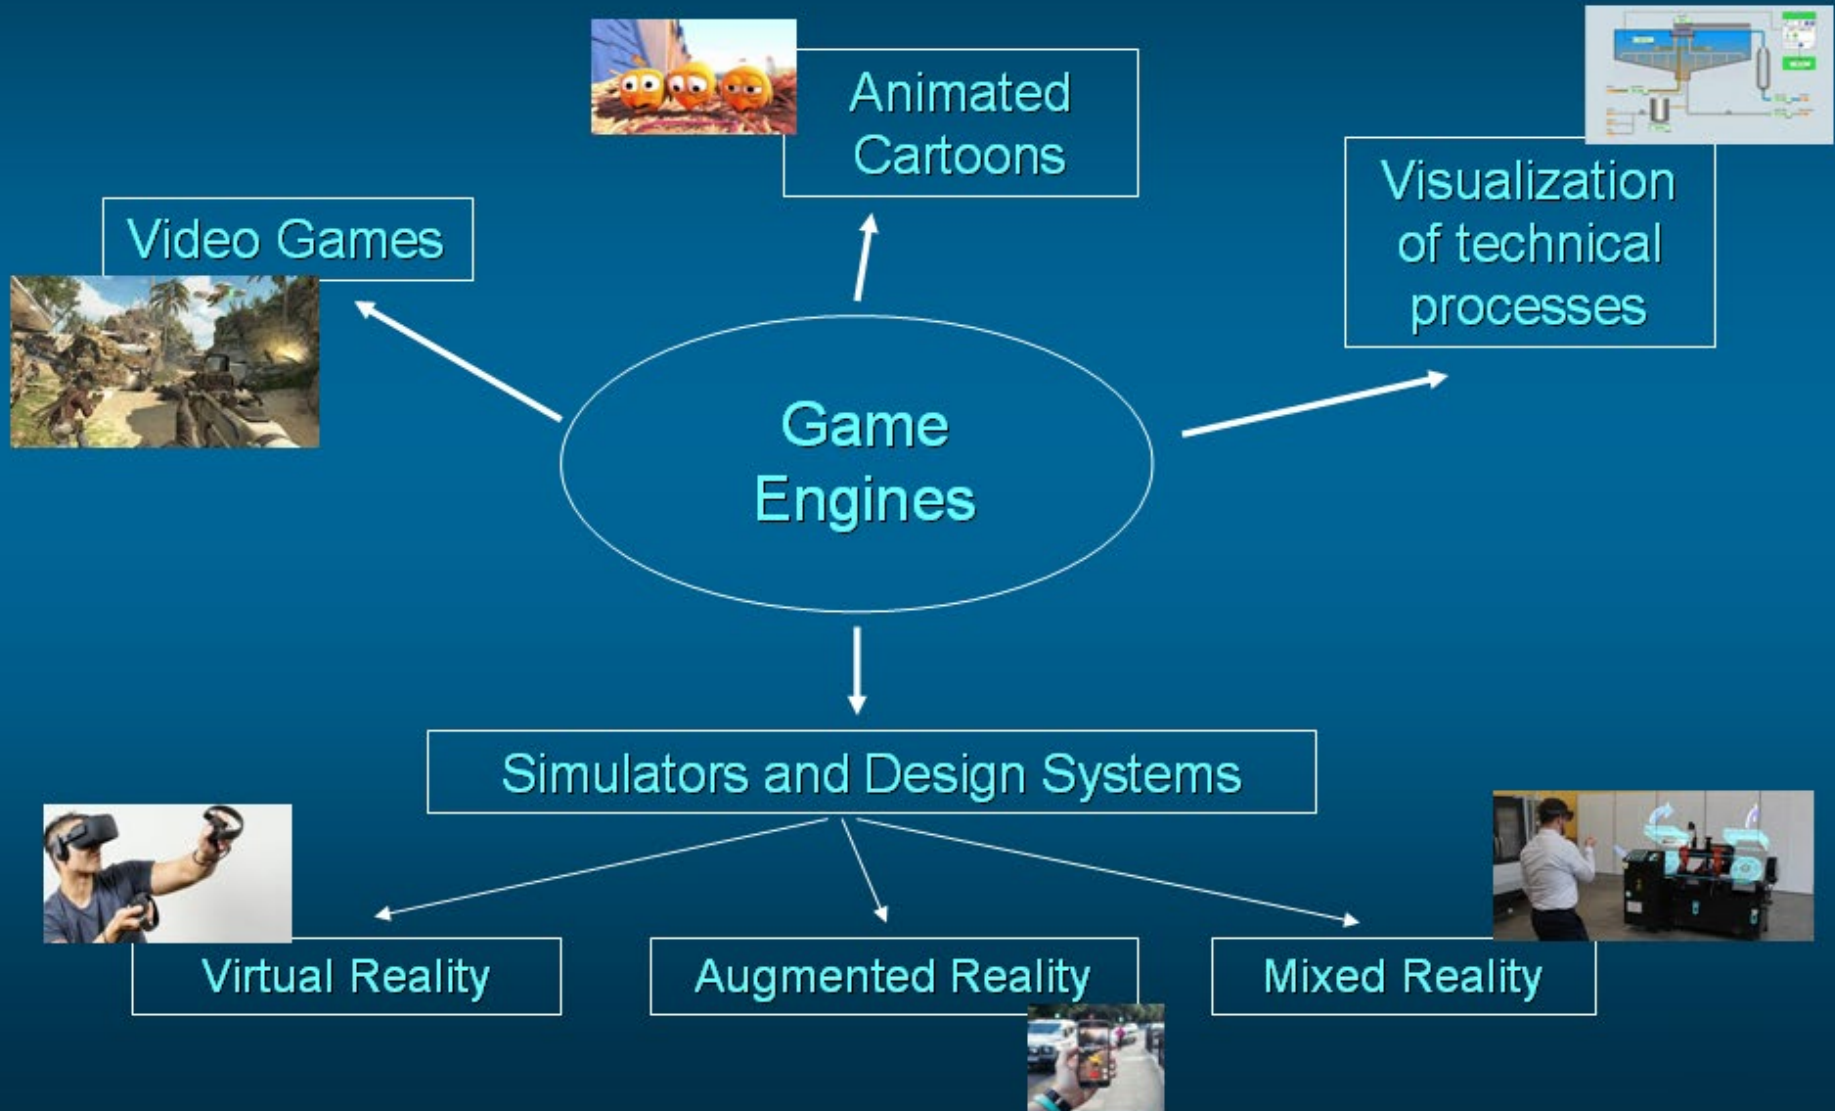 Animated
Cartoons
Visualization
of technical
processes
Video Games
Game
Engines
Simulators and Design Systems
Virtual Reality
Augmented Reality
Mixed Reality